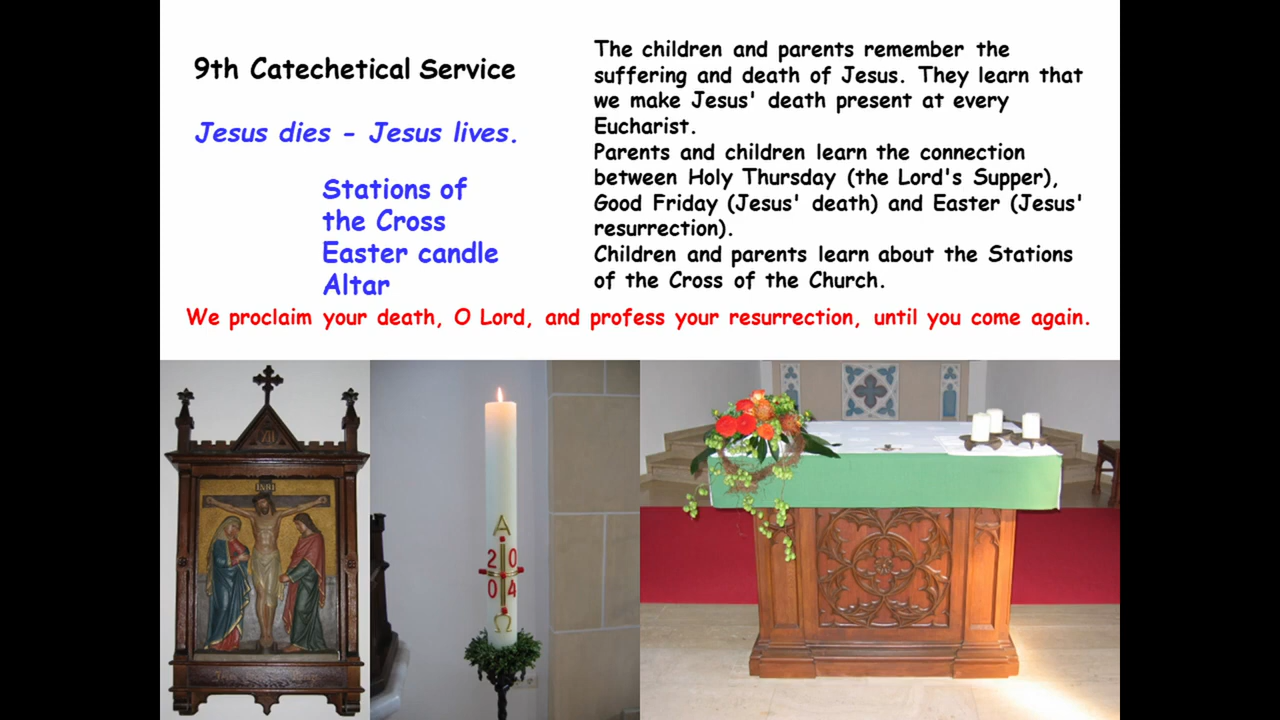 9th Catechetical Service
Jesus dies - Jesus lives.
Stations of
the Cross
Easter candle
Altar
The children and parents remember the
suffering and death of Jesus. They learn that
we make Jesus' death present at every
Eucharist.
Parents and children learn the connection
between Holy Thursday (the Lord's Supper),
Good Friday (Jesus' death) and Easter (Jesus'
resurrection).
Children and parents learn about the Stations
of the Cross of the Church.
We proclaim your death, O Lord, and profess your resurrection, until you come again.
XII
A
2 0
0 4
Ω